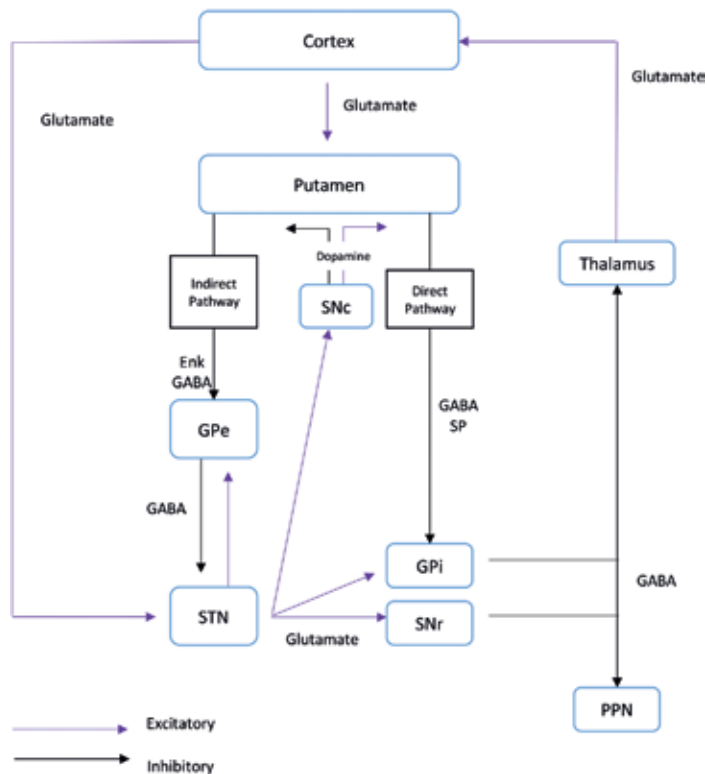 Cortex
Glutamate
Glutamate
Glutamate
Putamen
Dopamine
Thalamus
Indirect
Pathway
SNc
Direct
Pathway
Enk
GABA
GPe
GABA
SP
GABA
GPi
GABA
STN
Glutamate
SNr
PPN
Excitatory
Inhibitory